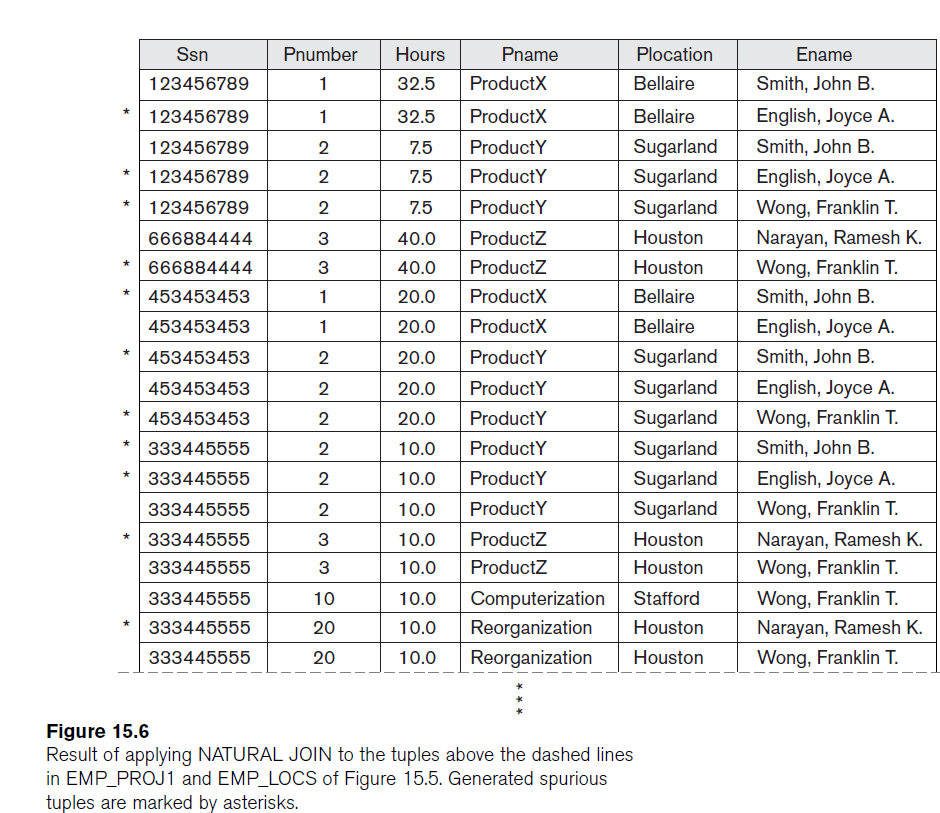 Ssn Pnumber Hours Pname Plocation Ename
123456789 1 32.5 ProductX Bellaire Smith, John B.
* 123456789 1 32.5 ProductX Bellaire English, Joyce A.
123456789 2 7.5 ProductY Sugarland Smith, John B.
* 123456789 2 7.5 ProductY Sugarland English, Joyce A.
* 123456789 2 7.5 ProductY Sugarland Wong, Franklin T.
666884444 3 40.0 ProductZ Houston Narayan, Ramesh K.
* 666884444 3 40.0 ProductZ Houston Wong, Franklin T.
* 453453453 1 20.0 ProductX Bellaire Smith, John B.
453453453 1 20.0 ProductX Bellaire English, Joyce A.
* 453453453 2 20.0 ProductY Sugarland Smith, John B.
453453453 2 20.0 ProductY Sugarland English, Joyce A.
* 453453453 2 20.0 ProductY Sugarland Wong, Franklin T.
* 333445555 2 10.0 ProductY Sugarland Smith, John B.
* 333445555 2 10.0 ProductY Sugarland English, Joyce A.
333445555 2 10.0 ProductY Sugarland Wong, Franklin T.
* 333445555 3 10.0 ProductZ Houston Narayan, Ramesh K.
333445555 3 10.0 ProductZ Houston Wong, Franklin T.
333445555 10 10.0 Computerization Stafford Wong, Franklin T.
* 333445555 20 10.0 Reorganization Houston Narayan, Ramesh K.
333445555 20 10.0 Reorganization Houston Wong, Franklin T.
*
*
*
Figure 15.6
Result of applying NATURAL JOIN to the tuples above the dashed lines
in EMP_PROJ1 and EMP_LOCS of Figure 15.5. Generated spurious
tuples are marked by asterisks.